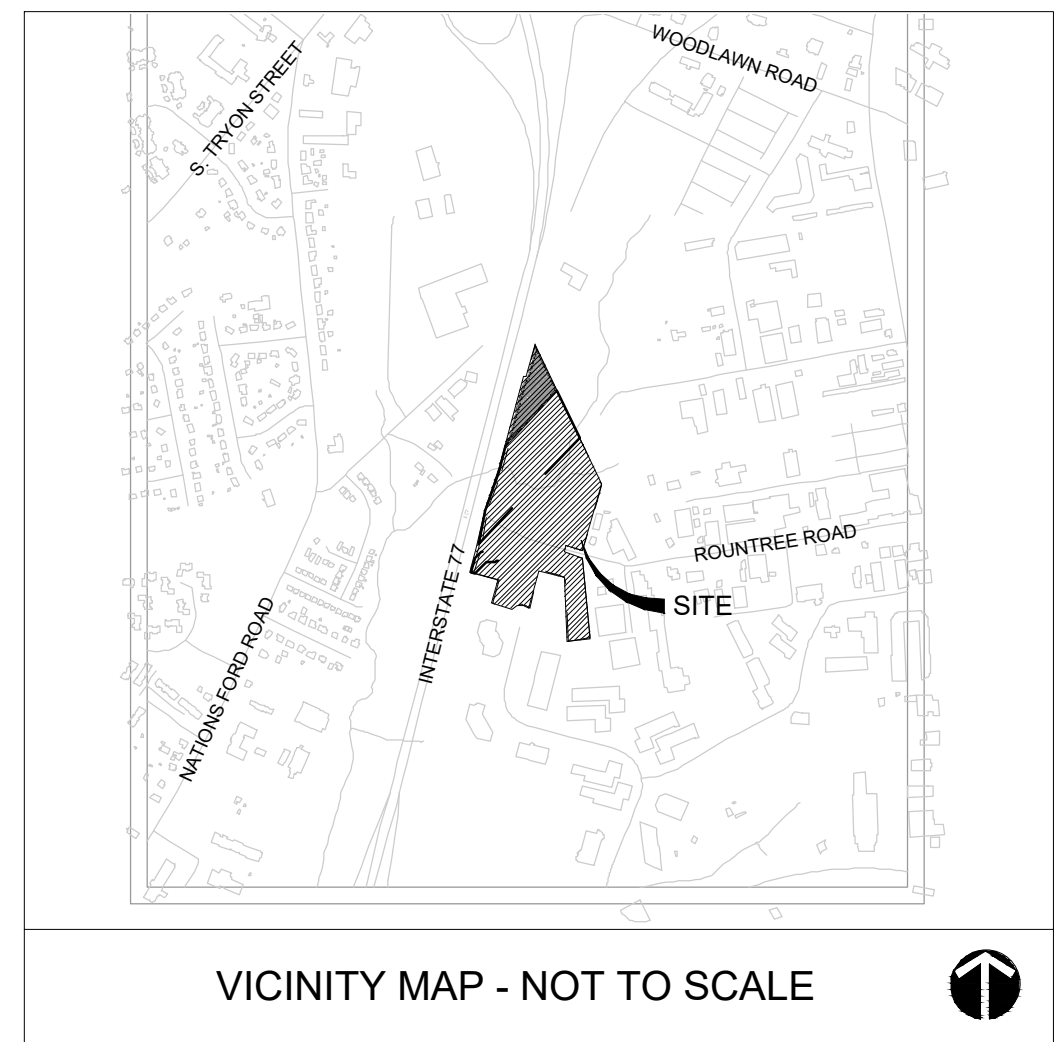 WOODLAWN ROAD
S. TRYON STREET
ROUNTREE ROAD
INTERSTATE 77
SITE
NATIONS FORD ROAD
VICINITY MAP - NOT TO SCALE